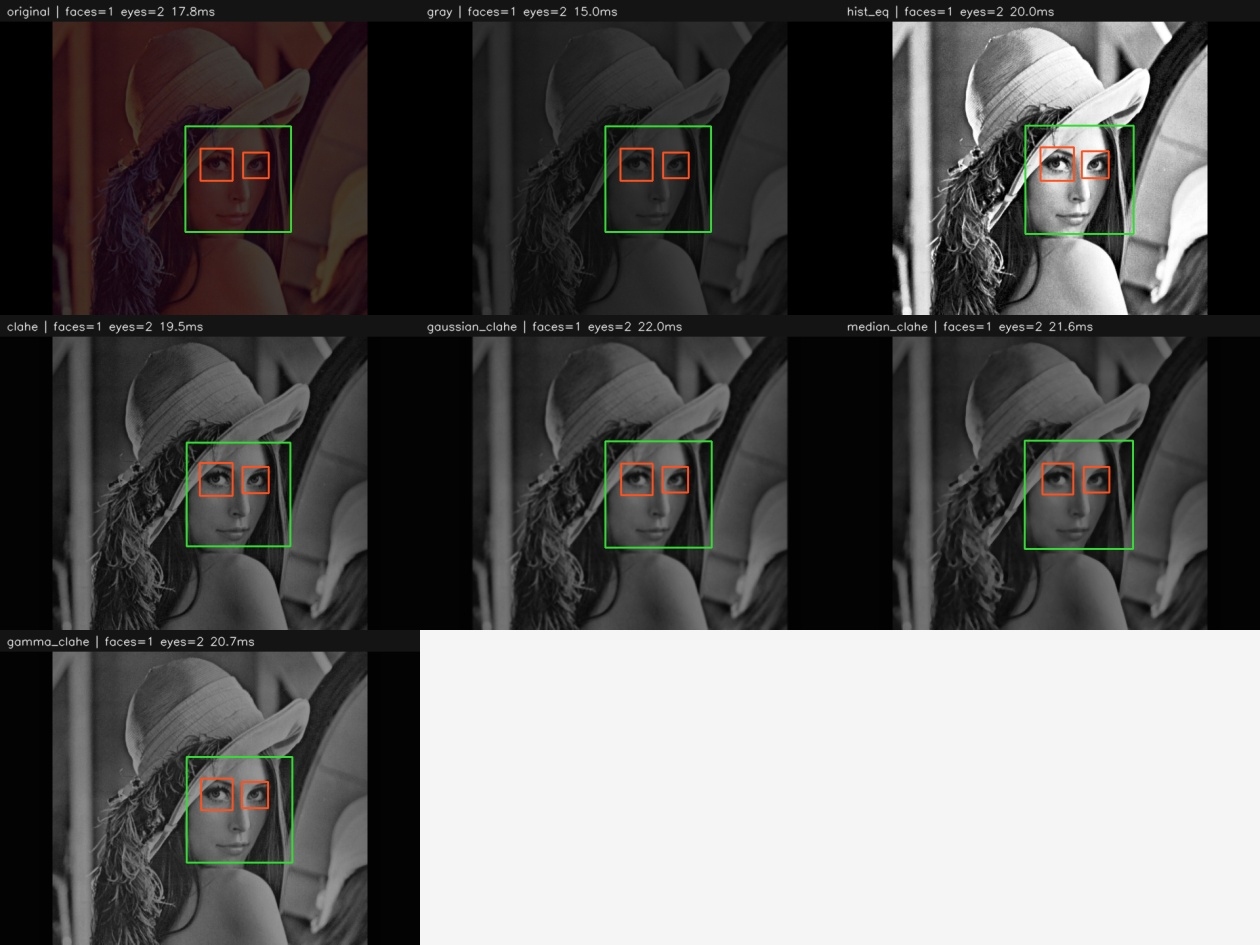 original | faces=1 eyes=2 17.8ms
gray | faces=1 eyes=2 15.0ms
hist_eq | faces=1 eyes=2 20.0ms
clahe | faces=1 eyes=2 19.5ms
gaussian_clahe | faces=1 eyes=2 22.0ms
median_clahe | faces=1 eyes=2 21.6ms
gamma_clahe | faces=1 eyes=2 20.7ms